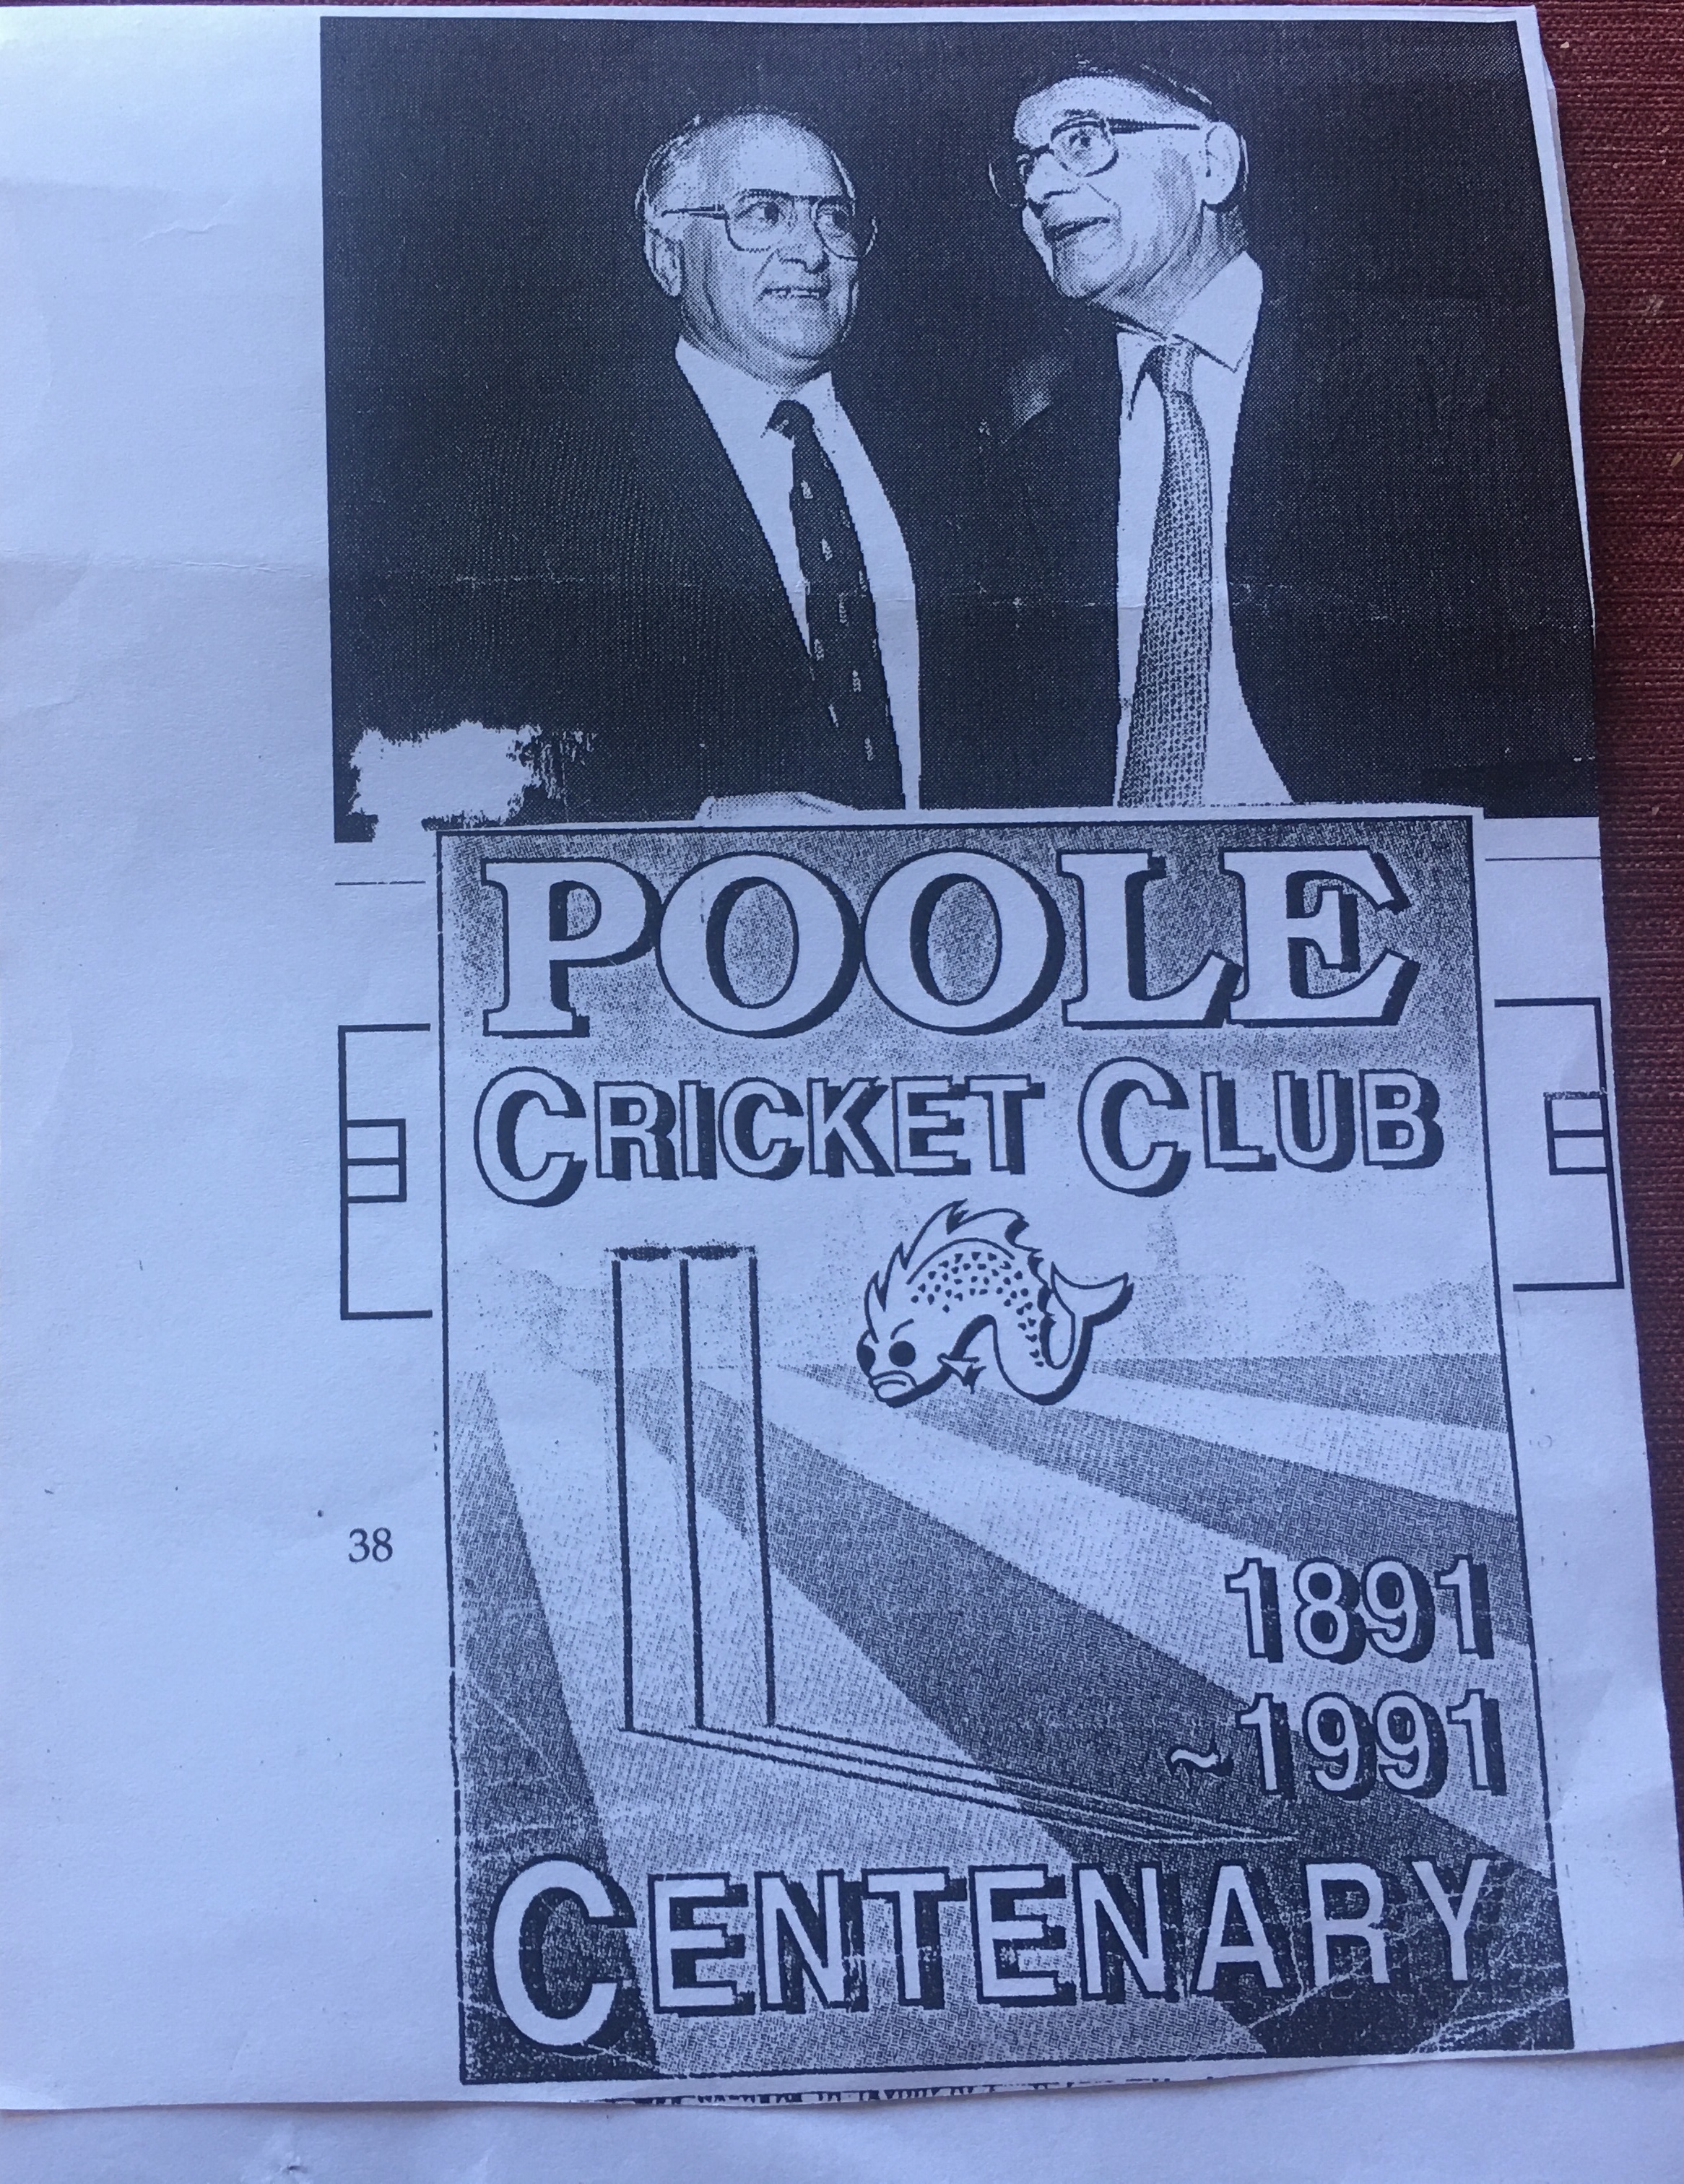 POOLE
CRICKET CLUB
38
1891
~1991
CENTENARY